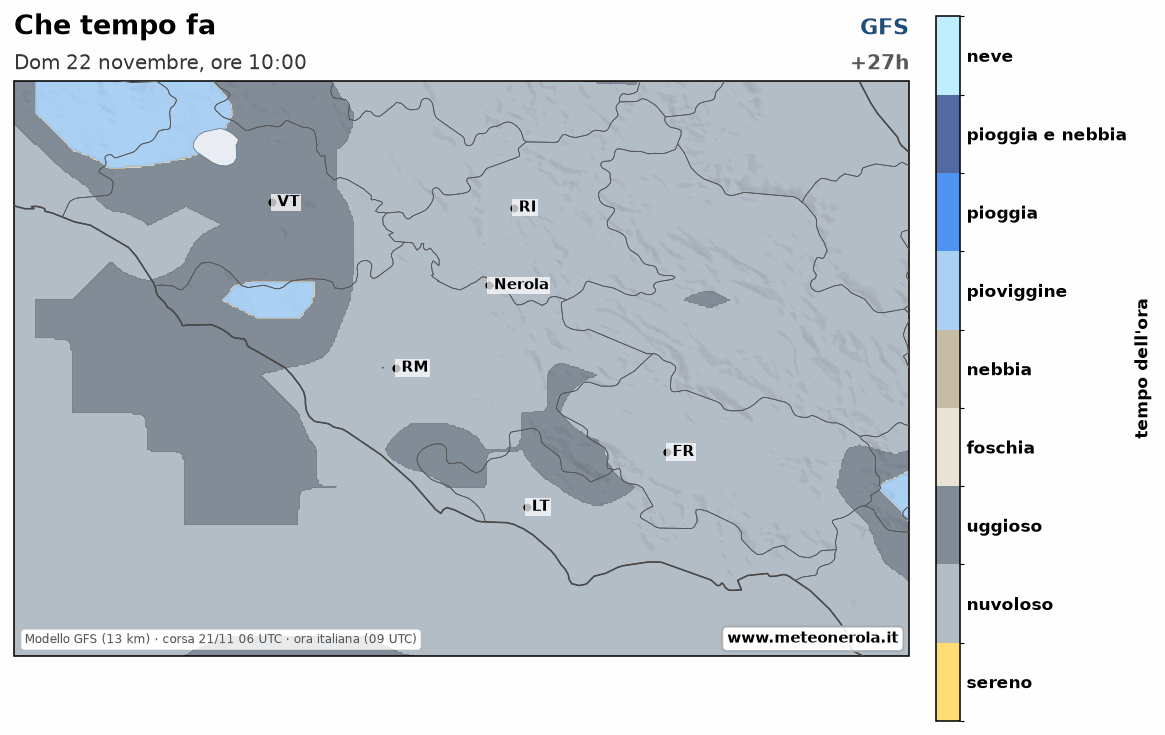 Che tempo fa
GFS
Dom 22 novembre, ore 10:00
+27h
VT
RI
Nerola
RM
FR
LT
Modello GFS (13 km) · corsa 21/11 06 UTC · ora italiana (09 UTC)
www.meteonerola.it
neve
pioggia e nebbia
pioggia
pioviggine
nebbia
foschia
uggioso
nuvoloso
sereno
tempo dell'ora